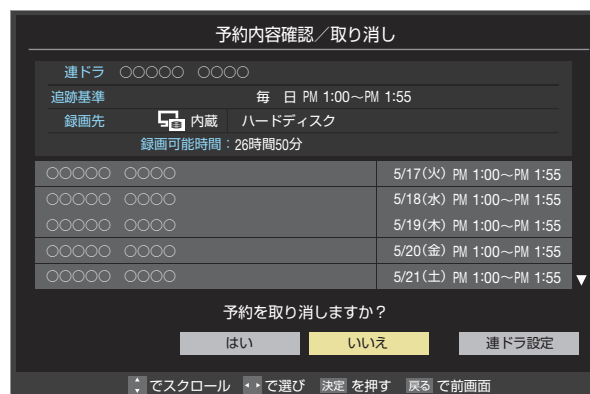 予約内容確認／取り消し
連ドラ ○○○○○ ○○○○
追跡基準 毎 日 PM 1:00～PM 1:55
録画先 内蔵 ハードディスク
録画可能時間：26時間50分
○○○○○ ○○○○ 5/17(火) PM 1:00～PM 1:55
○○○○○ ○○○○ 5/18(水) PM 1:00～PM 1:55
○○○○○ ○○○○ 5/19(木) PM 1:00～PM 1:55
○○○○○ ○○○○ 5/20(金) PM 1:00～PM 1:55
○○○○○ ○○○○ 5/21(土) PM 1:00～PM 1:55 ▼
予約を取り消しますか？
はい いいえ 連ドラ設定
でスクロール で選び 決定 を押す 戻る で前画面